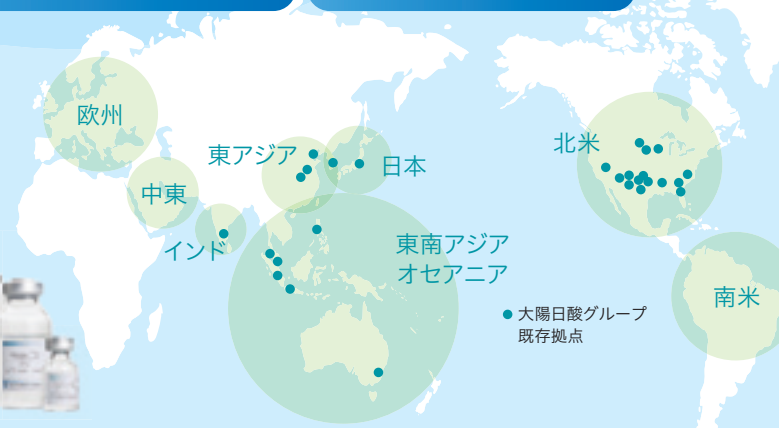 欧州
東アジア
日本
北米
中東
インド
東南アジア
オセアニア
南米
大陽日酸グループ
既存拠点